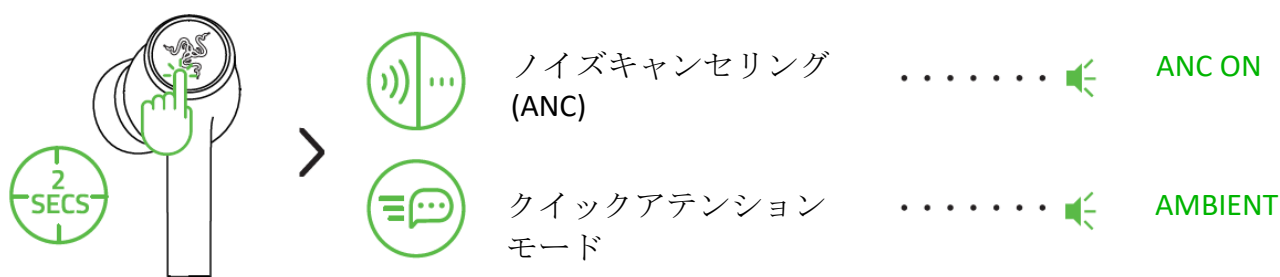 2
SECS
ノイズキャンセリング
(ANC)
ANC ON
クイックアテンション
モード
AMBIENT